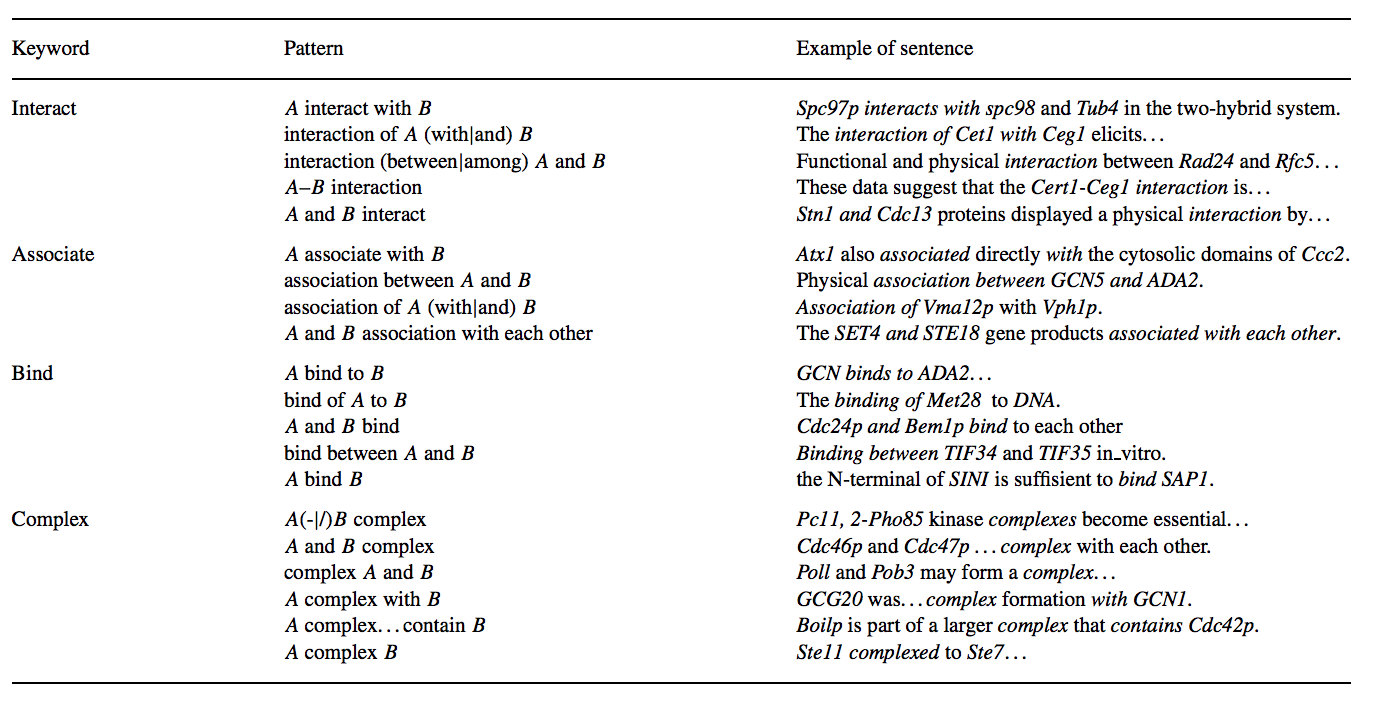 Keyword Pattern Example of sentence
Interact A interact with B Spc97p interacts with spc98 and Tub4 in the two-hybrid system.
interaction of A (with|and) B The interaction of Cet1 with Ceg1 elicits…
interaction (between|among) A and B Functional and physical interaction between Rad24 and Rfc5…
A–B interaction These data suggest that the Cert1-Ceg1 interaction is…
A and B interact Stn1 and Cdc13 proteins displayed a physical interaction by…
Associate A associate with B Atx1 also associated directly with the cytosolic domains of Ccc2.
association between A and B Physical association between GCN5 and ADA2.
association of A (with|and) B Association of Vma12p with Vph1p.
A and B association with each other The SET4 and STE18 gene products associated with each other.
Bind A bind to B GCN binds to ADA2…
bind of A to B The binding of Met28 to DNA.
A and B bind Cdc24p and Bem1p bind to each other
bind between A and B Binding between TIF34 and TIF35 in_vitro.
A bind B the N-terminal of SINI is suffisient to bind SAP1.
Complex A(-|/)B complex Pc11, 2-Pho85 kinase complexes become essential…
A and B complex Cdc46p and Cdc47p …complex with each other.
complex A and B Poll and Pob3 may form a complex…
A complex with B GCG20 was…complex formation with GCN1.
A complex…contain B Boilp is part of a larger complex that contains Cdc42p.
A complex B Ste11 complexed to Ste7…